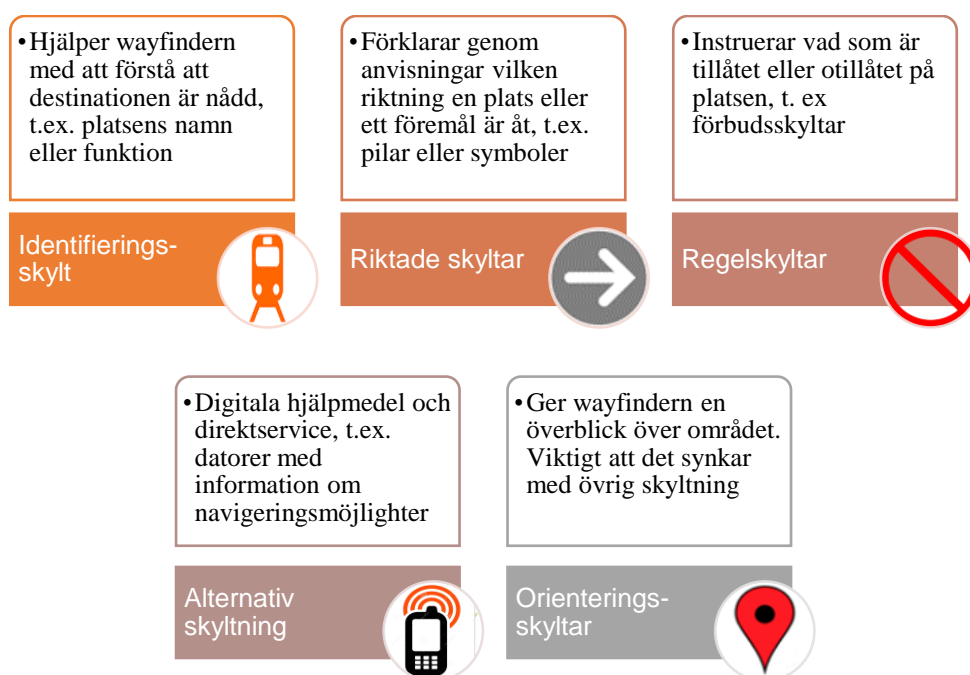 •Hjälper wayfindern
med att förstå att
destinationen är nådd,
t.ex. platsens namn
eller funktion
Identifierings-
skylt
•Förklarar genom
anvisningar vilken
riktning en plats eller
ett föremål är åt, t.ex.
pilar eller symboler
Riktade skyltar
•Instruerar vad som är
tillåtet eller otillåtet på
platsen, t. ex
förbudsskyltar
Regelskyltar
•Digitala hjälpmedel och
direktservice, t.ex.
datorer med
information om
navigeringsmöjlighter
Alternativ
skyltning
•Ger wayfindern en
överblick över området.
Viktigt att det synkar
med övrig skyltning
Orienterings-
skyltar